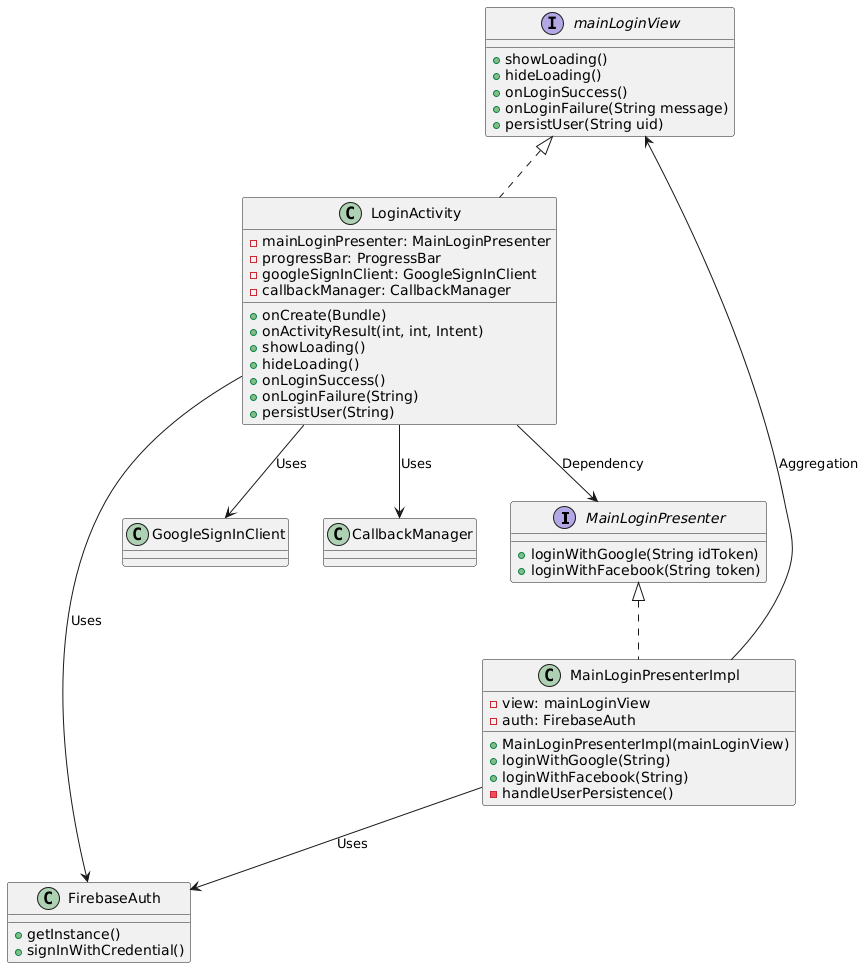 I mainLoginView
showLoading()
hideLoading()
onLoginSuccess()
onLoginFailure(String message)
persistUser(String uid)
C LoginActivity
mainLoginPresenter: MainLoginPresenter
progressBar: ProgressBar
googleSignInClient: GoogleSignInClient
callbackManager: CallbackManager
onCreate(Bundle)
onActivityResult(int, int, Intent)
showLoading()
hideLoading()
onLoginSuccess()
onLoginFailure(String)
persistUser(String)
Uses
Uses
Dependency
Aggregation
C GoogleSignInClient
C CallbackManager
I MainLoginPresenter
loginWithGoogle(String idToken)
loginWithFacebook(String token)
Uses
C MainLoginPresenterImpl
view: mainLoginView
auth: FirebaseAuth
MainLoginPresenterImpl(mainLoginView)
loginWithGoogle(String)
loginWithFacebook(String)
handleUserPersistence()
Uses
C FirebaseAuth
getInstance()
signInWithCredential()